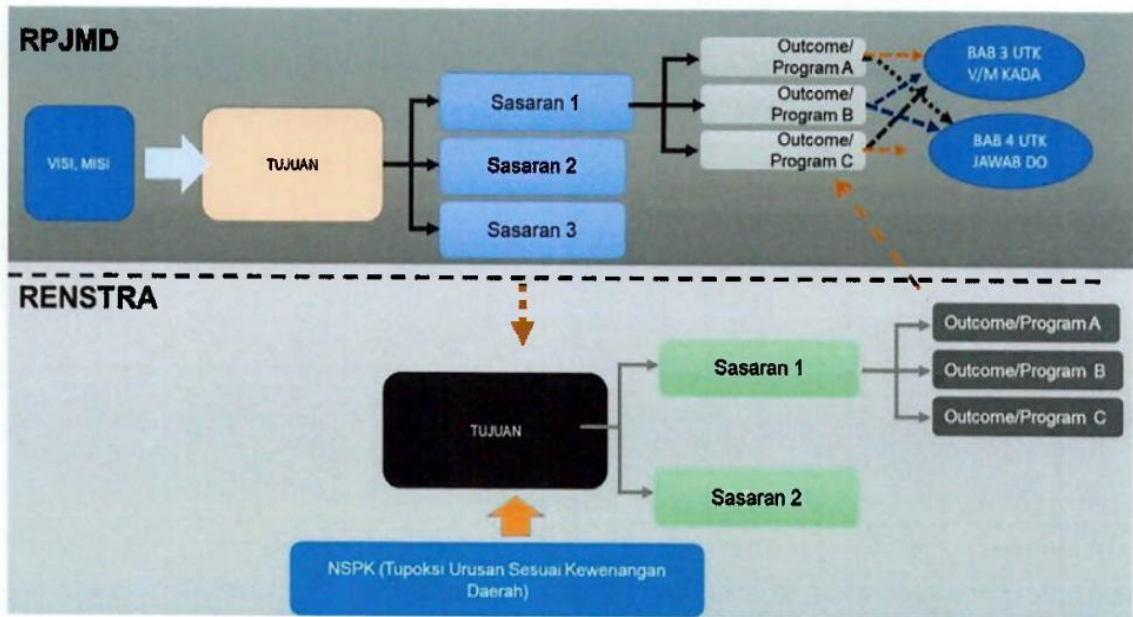 RPJMD
VISI, MISI
TUJUAN
Sasaran 1
Sasaran 2
Sasaran 3
Outcome/
Program A
Outcome/
Program B
Outcome/
Program C
BAB 3 UTK
V/M KADA
BAB 4 UTK
JAWAB DO
RENSTRA
TUJUAN
Sasaran 1
Sasaran 2
Outcome/Program A
Outcome/Program B
Outcome/Program C
NSPK (Tupoksi Urusan Sesuai Kewenangan
Daerah)